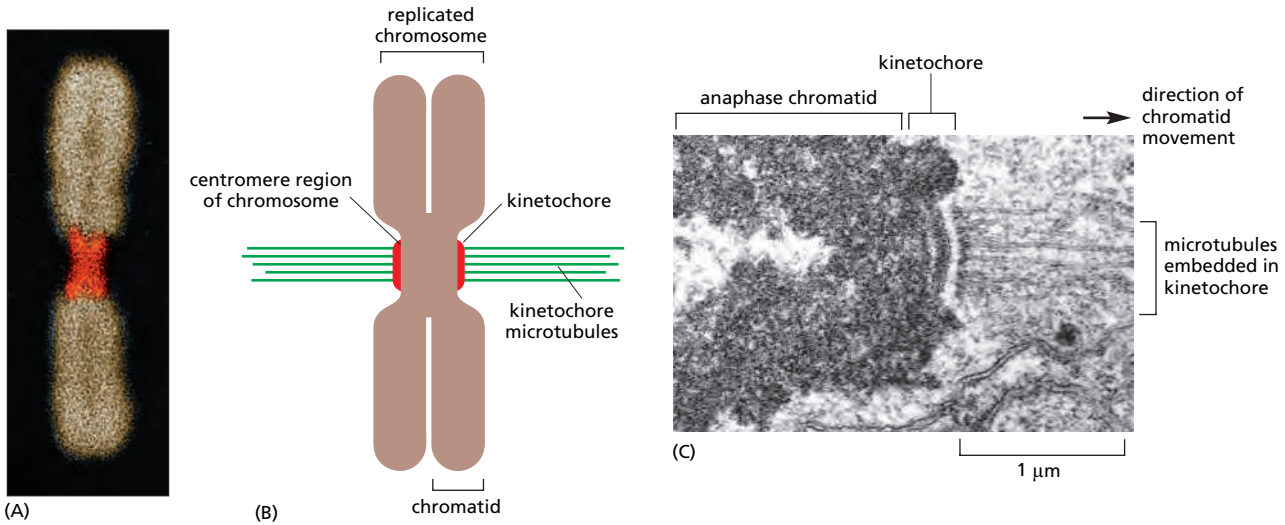 (A)
replicated
chromosome
centromere region
of chromosome
kinetochore
kinetochore
microtubules
chromatid
(B)
kinetochore
anaphase chromatid
direction of
chromatid
movement
microtubules
embedded in
kinetochore
1 μm
(C)